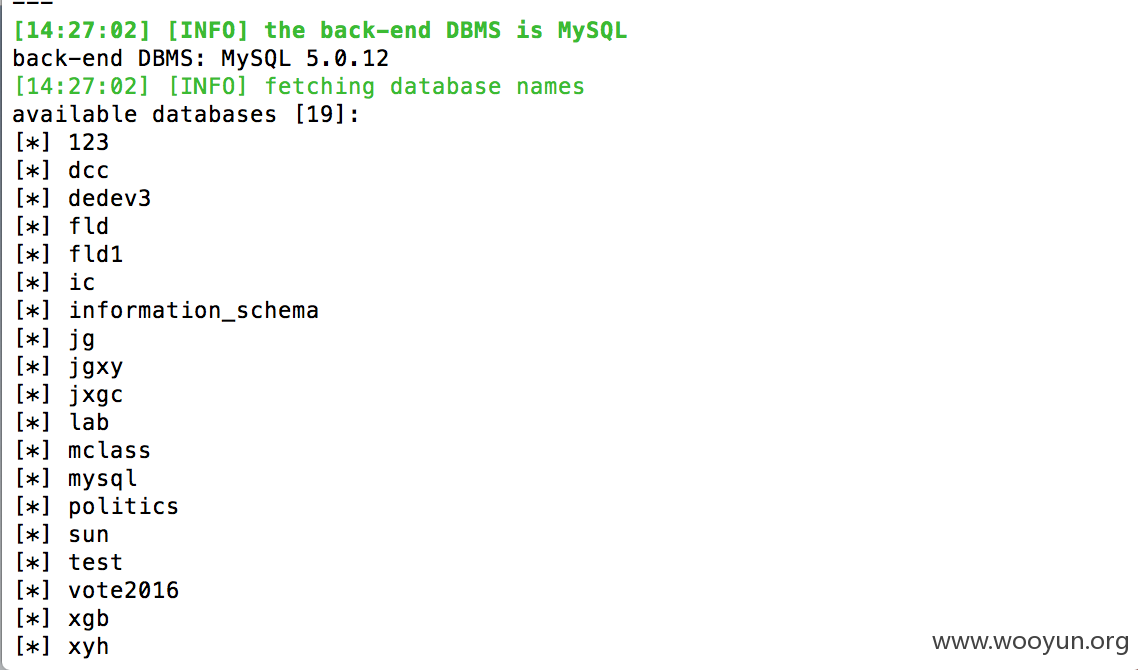 ---
[14:27:02] [INFO] the back-end DBMS is MySQL
back-end DBMS: MySQL 5.0.12
[14:27:02] [INFO] fetching database names
available databases [19]:
[*] 123
[*] dcc
[*] dedev3
[*] fld
[*] fld1
[*] ic
[*] information_schema
[*] jg
[*] jgxy
[*] jxgc
[*] lab
[*] mclass
[*] mysql
[*] politics
[*] sun
[*] test
[*] vote2016
[*] xgb
[*] xyh
www.wooyun.org